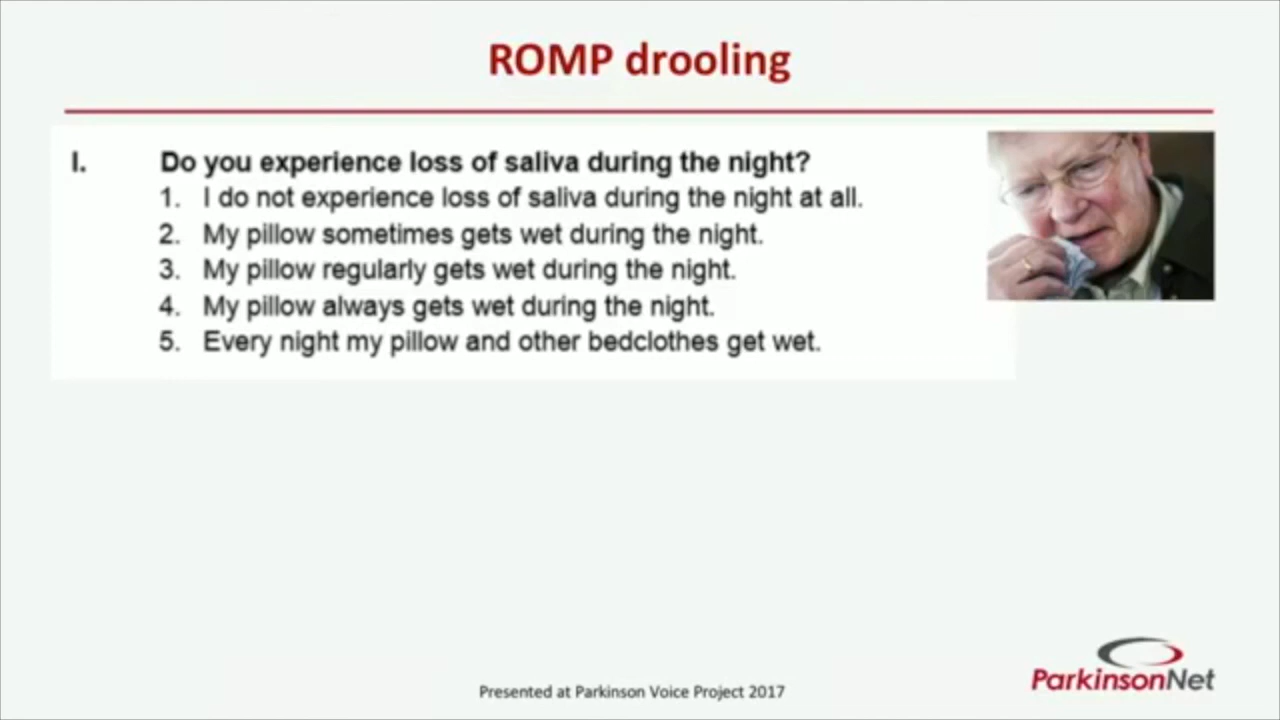 ROMP drooling
I. Do you experience loss of saliva during the night?
1. I do not experience loss of saliva during the night at all.
2. My pillow sometimes gets wet during the night.
3. My pillow regularly gets wet during the night.
4. My pillow always gets wet during the night.
5. Every night my pillow and other bedclothes get wet.
Presented at Parkinson Voice Project 2017
ParkinsonNet